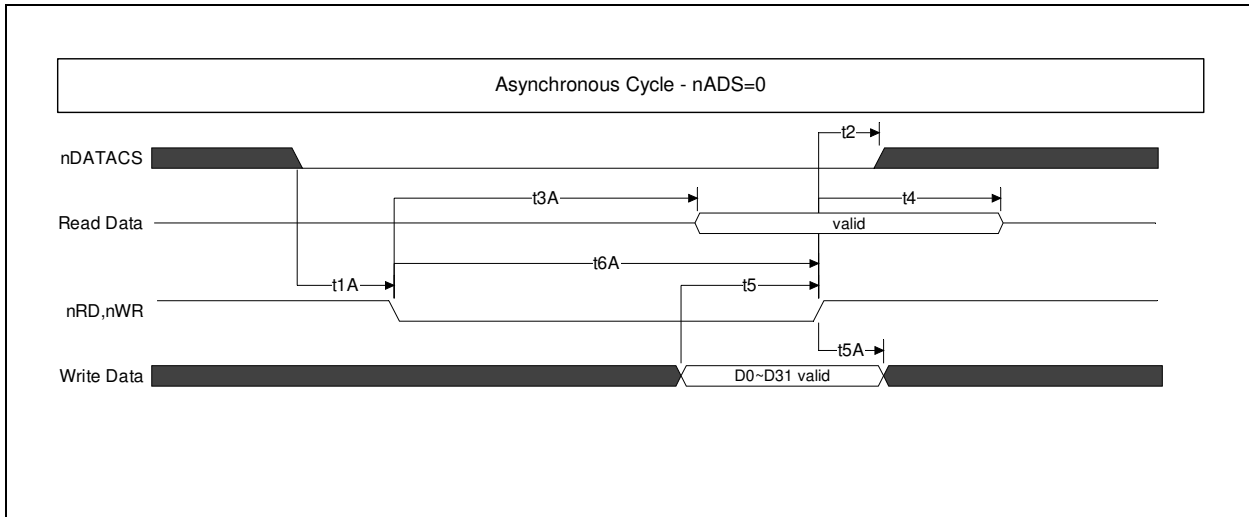 Asynchronous Cycle - nADS=0
t2
nDATACS
t3A
t4
Read Data
valid
t6A
t1A
t5
nRD,nWR
t5A
Write Data
D0~D31 valid